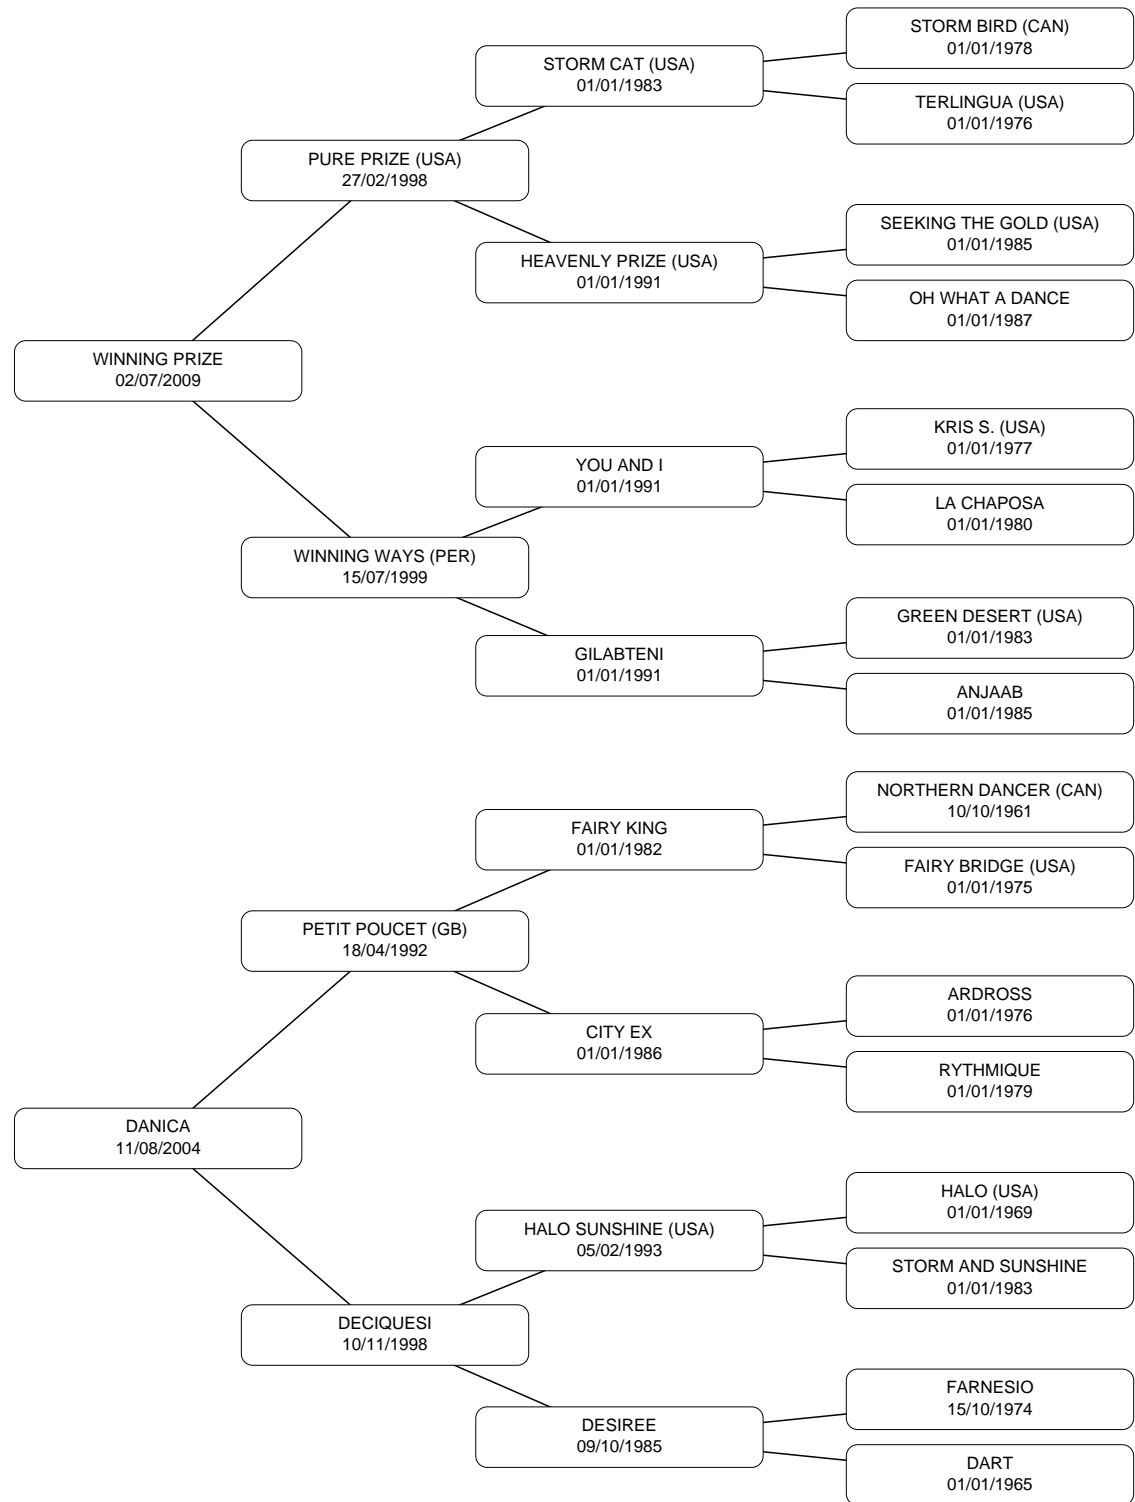 STORM BIRD (CAN)
01/01/1978
STORM CAT (USA)
01/01/1983
TERLINGUA (USA)
01/01/1976
PURE PRIZE (USA)
27/02/1998
SEEKING THE GOLD (USA)
01/01/1985
HEAVENLY PRIZE (USA)
01/01/1991
OH WHAT A DANCE
01/01/1987
WINNING PRIZE
02/07/2009
KRIS S. (USA)
01/01/1977
YOU AND I
01/01/1991
LA CHAPOSA
01/01/1980
WINNING WAYS (PER)
15/07/1999
GREEN DESERT (USA)
01/01/1983
GILABTENI
01/01/1991
ANJAAB
01/01/1985
NORTHERN DANCER (CAN)
10/10/1961
FAIRY KING
01/01/1982
FAIRY BRIDGE (USA)
01/01/1975
PETIT POUCET (GB)
18/04/1992
ARDROSS
01/01/1976
CITY EX
01/01/1986
RYTHMIQUE
01/01/1979
DANICA
11/08/2004
HALO (USA)
01/01/1969
HALO SUNSHINE (USA)
05/02/1993
STORM AND SUNSHINE
01/01/1983
DECIQUESI
10/11/1998
FARNESIO
15/10/1974
DESIREE
09/10/1985
DART
01/01/1965